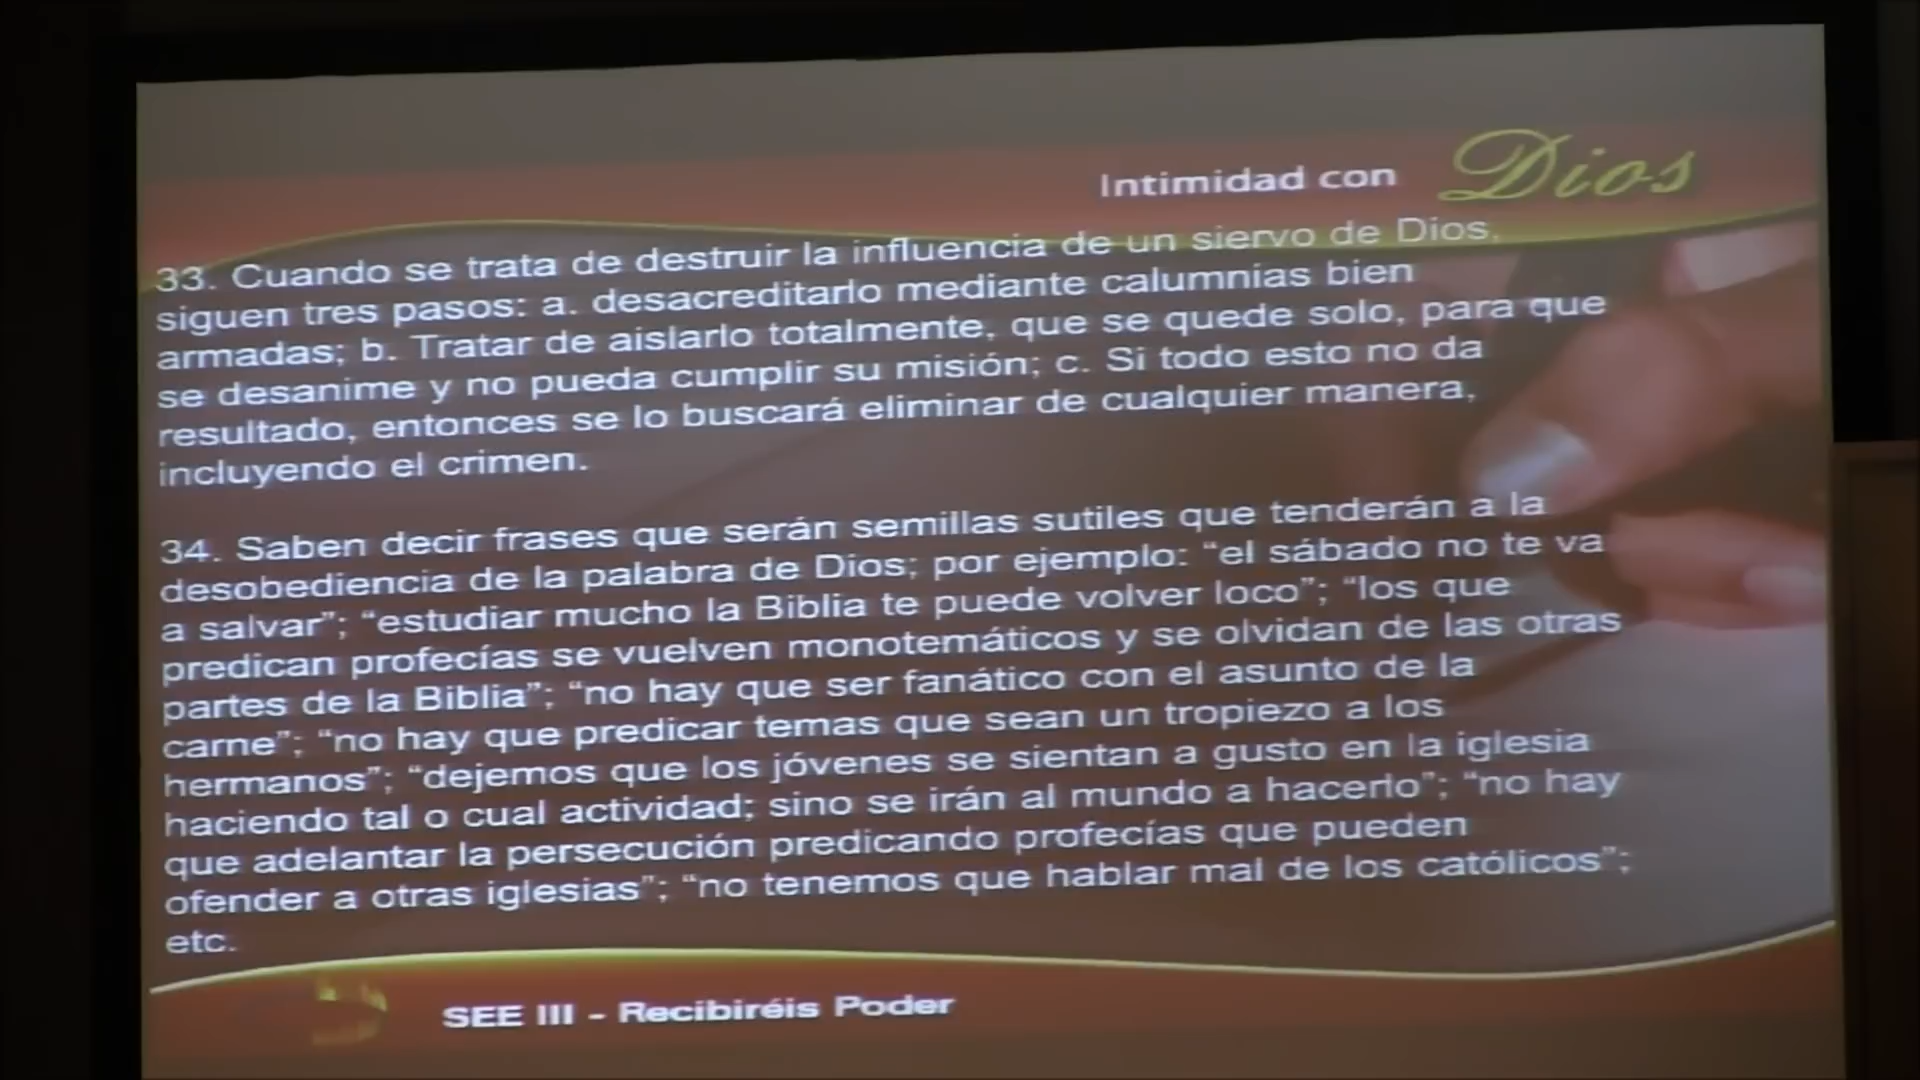 Intimidad con Dios
33. Cuando se trata de destruir la influencia de un siervo de Dios,
siguen tres pasos: a. desacreditarlo mediante calumnias bien
armadas; b. Tratar de aislarlo totalmente, que se quede solo, para que
se desanime y no pueda cumplir su misión; c. Si todo esto no da
resultado, entonces se lo buscará eliminar de cualquier manera,
incluyendo el crimen.
34. Saben decir frases que serán semillas sutiles que tenderán a la
desobediencia de la palabra de Dios; por ejemplo: “el sábado no te va
a salvar”; “estudiar mucho la Biblia te puede volver loco”; “los que
predican profecías se vuelven monotemáticos y se olvidan de las otras
partes de la Biblia”; “no hay que ser fanático con el asunto de la
carne”; “no hay que predicar temas que sean un tropiezo a los
hermanos”; “dejemos que los jóvenes se sientan a gusto en la iglesia
haciendo tal o cual actividad; sino se irán al mundo a hacerlo”; “no hay
que adelantar la persecución predicando profecías que pueden
ofender a otras iglesias”; “no tenemos que hablar mal de los católicos”;
etc.
SEE III - Recibiréis Poder